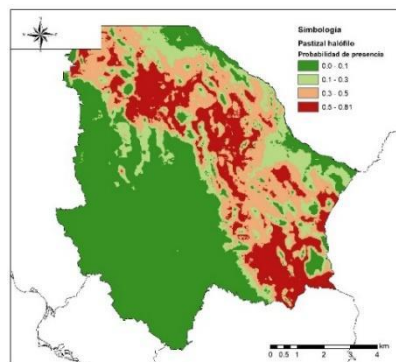 Simbología
Pastizal halófilo
Probabilidad de presencia
0.0 - 0.1
0.1 - 0.3
0.3 - 0.5
0.5 - 0.81
km
0 0.5 1 2 3 4